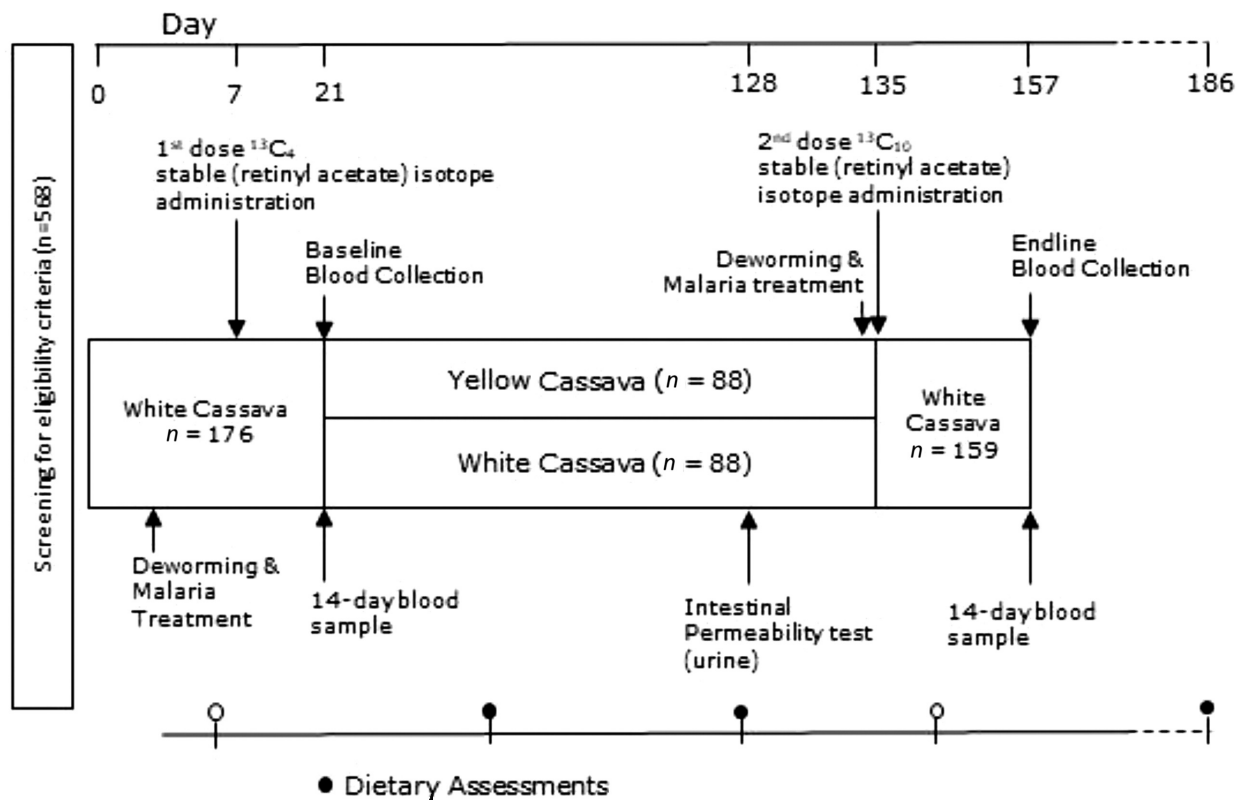 Day
0
7
21
128
135
157
186
Screening for eligibility criteria (n=568)
1st dose ¹³C₄
stable (retinyl acetate) isotope
administration
Baseline
Blood Collection
2nd dose ¹³C₁₀
stable (retinyl acetate)
isotope administration
Deworming &
Malaria treatment
Endline
Blood Collection
White Cassava
n = 176
Yellow Cassava (n = 88)
White Cassava (n = 88)
White
Cassava
n = 159
Deworming &
Malaria
Treatment
14-day blood
sample
Intestinal
Permeability test
(urine)
14-day blood
sample
Dietary Assessments